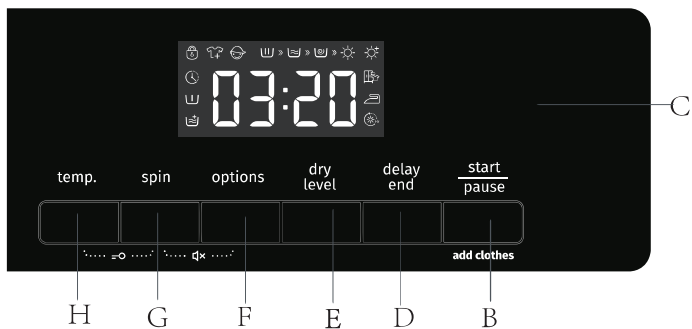 03:20
C
temp.
spin
options
dry
level
delay
end
start
pause
add clothes
H
G
F
E
D
B